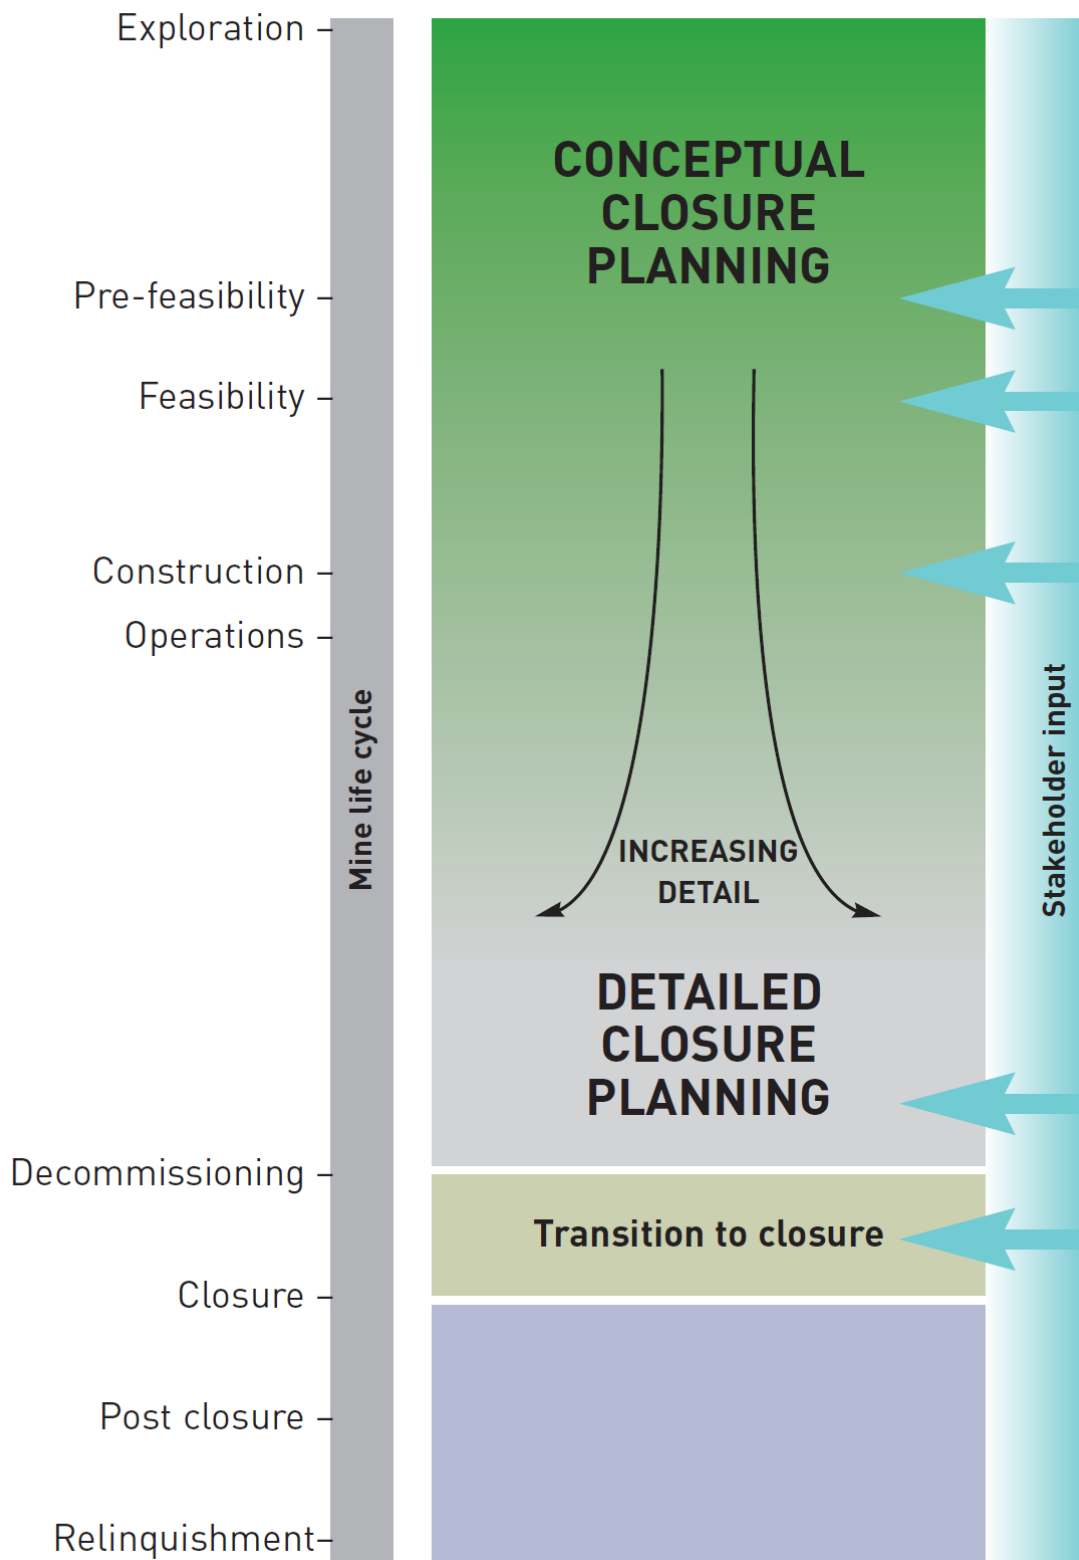 Exploration
CONCEPTUAL
CLOSURE
PLANNING
Pre-feasibility
Feasibility
Construction
Operations
Mine life cycle
Stakeholder input
INCREASING
DETAIL
DETAILED
CLOSURE
PLANNING
Decommissioning
Transition to closure
Closure
Post closure
Relinquishment